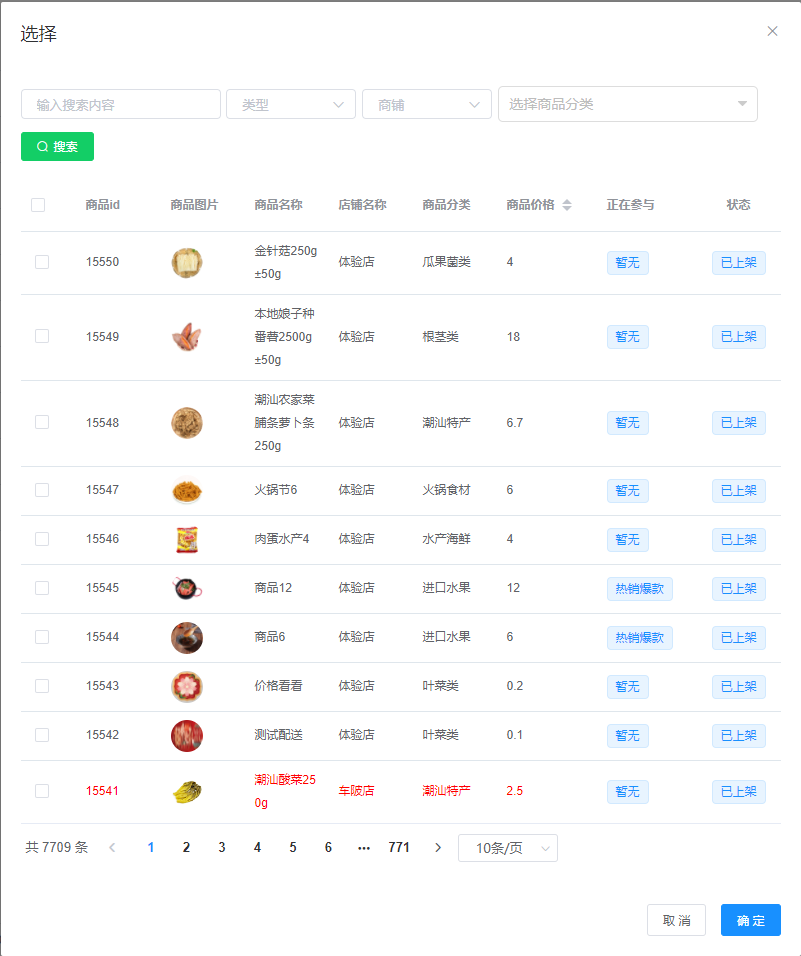 选择
输入搜索内容 类型 商铺 选择商品分类
搜索
商品id 商品图片 商品名称 店铺名称 商品分类 商品价格 正在参与 状态
15550 金针菇250g±50g 体验店 瓜果菌类 4 暂无 已上架
15549 本地娘子种番薯2500g±50g 体验店 根茎类 18 暂无 已上架
15548 潮汕农家菜脯条萝卜条250g 体验店 潮汕特产 6.7 暂无 已上架
15547 火锅节6 体验店 火锅食材 6 暂无 已上架
15546 肉蛋水产4 体验店 水产海鲜 4 暂无 已上架
15545 商品12 体验店 进口水果 12 热销爆款 已上架
15544 商品6 体验店 进口水果 6 热销爆款 已上架
15543 价格看看 体验店 叶菜类 0.2 暂无 已上架
15542 测试配送 体验店 叶菜类 0.1 暂无 已上架
15541 潮汕酸菜250g 车陂店 潮汕特产 2.5 暂无 已上架
共 7709 条 1 2 3 4 5 6 ... 771 10条/页
取 消 确 定